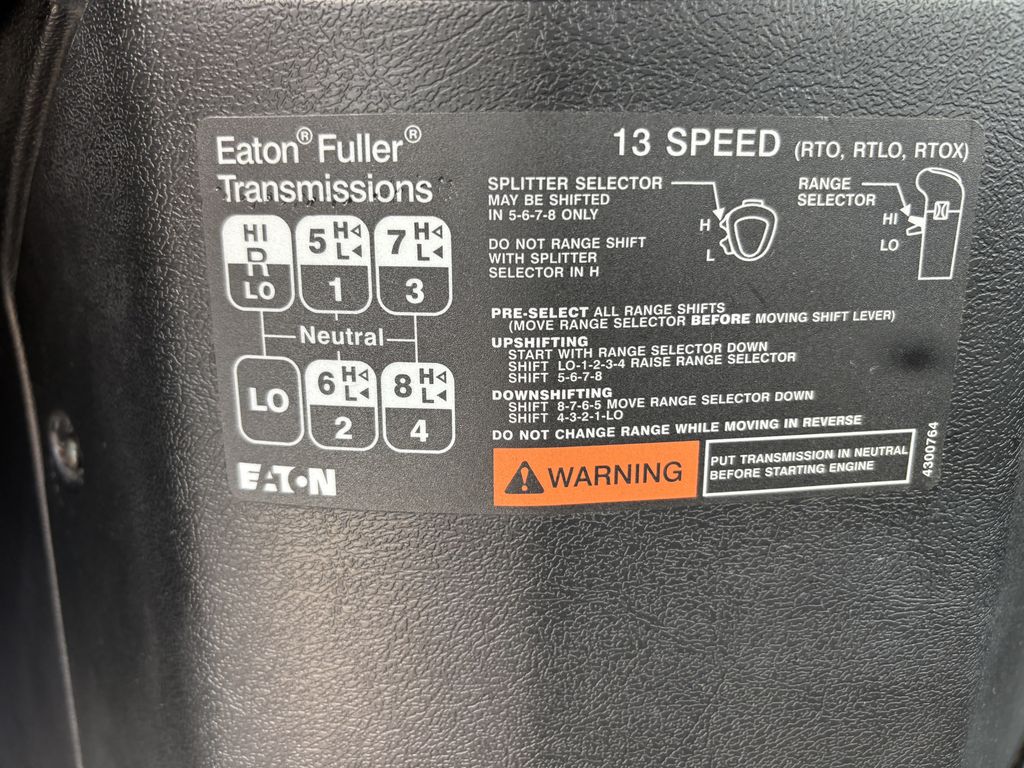 Eaton® Fuller®
Transmissions
13 SPEED (RTO, RTLO, RTOX)
HI
R
LO
5 H
L
1
7 H
L
3
Neutral
LO
6 H
L
2
8 H
L
4
EATON
SPLITTER SELECTOR
MAY BE SHIFTED
IN 5-6-7-8 ONLY
H
L
RANGE
SELECTOR
HI
LO
DO NOT RANGE SHIFT
WITH SPLITTER
SELECTOR IN H
PRE-SELECT ALL RANGE SHIFTS
(MOVE RANGE SELECTOR BEFORE MOVING SHIFT LEVER)
UPSHIFTING
START WITH RANGE SELECTOR DOWN
SHIFT LO-1-2-3-4 RAISE RANGE SELECTOR
SHIFT 5-6-7-8
DOWNSHIFTING
SHIFT 8-7-6-5 MOVE RANGE SELECTOR DOWN
SHIFT 4-3-2-1-LO
DO NOT CHANGE RANGE WHILE MOVING IN REVERSE
WARNING
PUT TRANSMISSION IN NEUTRAL
BEFORE STARTING ENGINE
4300764